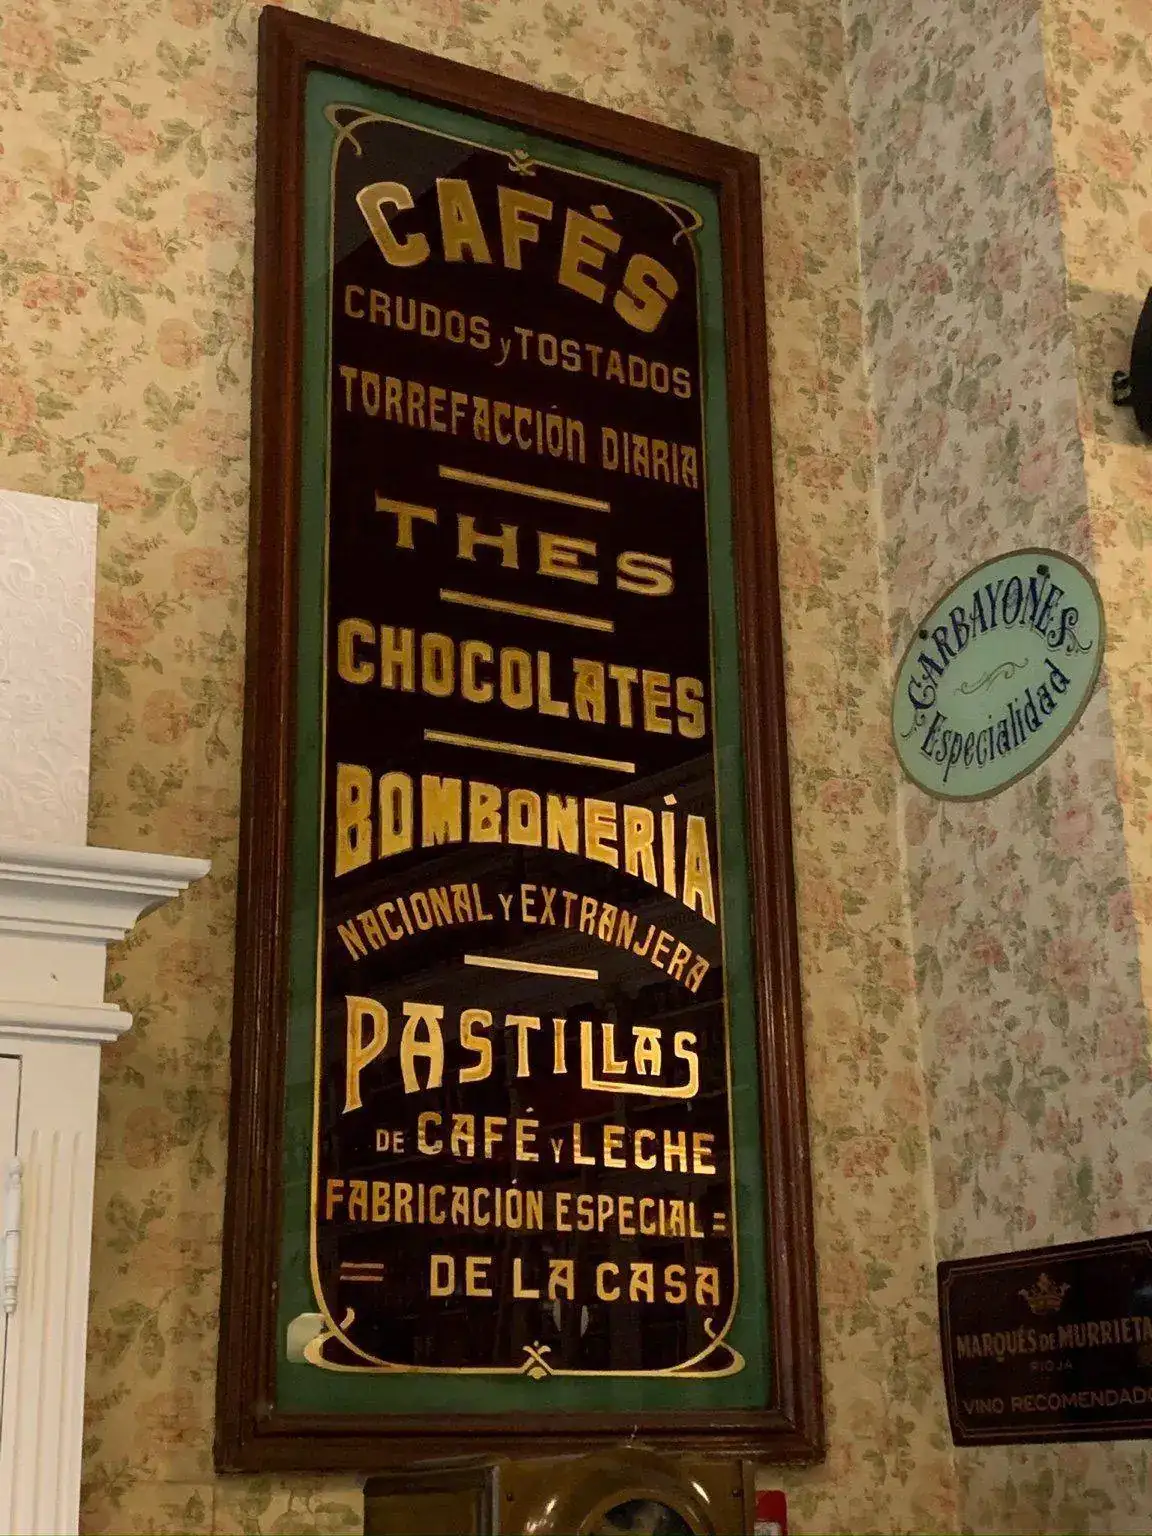 CAFÉS
CRUDOS y TOSTADOS
TORREFACCIÓN DIARIA
THES
CHOCOLATES
BOMBONERÍA
NACIONAL Y EXTRANJERA
PASTILLAS
DE CAFÉ Y LECHE
FABRICACIÓN ESPECIAL =
= DE LA CASA
CARBAYONES
Especialidad
MARQUÉS DE MURRIETA
RIOJA
VINO RECOMENDADO